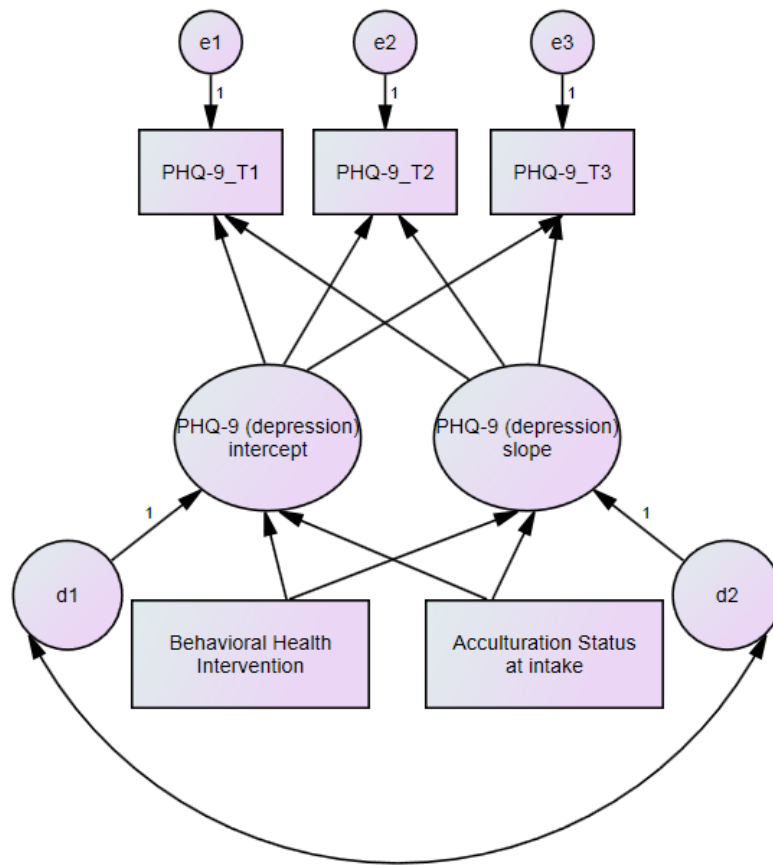 e1
e2
e3
1
1
1
PHQ-9_T1
PHQ-9_T2
PHQ-9_T3
PHQ-9 (depression)
intercept
PHQ-9 (depression)
slope
1
1
d1
d2
Behavioral Health
Intervention
Acculturation Status
at intake